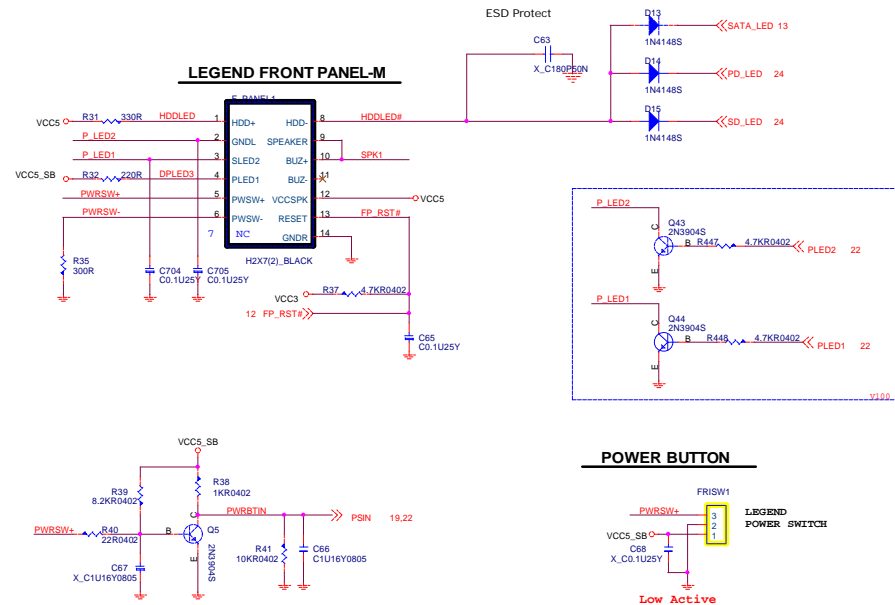 ESD Protect
D13
SATA_LED 13
1N4148S
C63
X_C180P50N
D14
PD_LED 24
1N4148S
D15
SD_LED 24
1N4148S
LEGEND FRONT PANEL-M
F_PANEL1
VCC5
R31 330R
HDDLED
1 HDD+
HDD- 8
HDDLED#
P_LED2
2 GNDL
SPEAKER 9
P_LED1
3 SLED2
BUZ+ 10
SPK1
VCC5_SB
R32 220R
DPLED3
4 PLED1
BUZ- 11
PWRSW+
5 PWSW+
VCCSPK 12
VCC5
PWRSW-
6 PWSW-
RESET 13
FP_RST#
7 NC
GNDR 14
H2X7(2)_BLACK
R35
300R
C704
C0.1U25Y
C705
C0.1U25Y
VCC3
R37 4.7KR0402
12 FP_RST#
C65
C0.1U25Y
P_LED2
Q43
2N3904S
C
B
E
R447 4.7KR0402
PLED2 22
P_LED1
Q44
2N3904S
C
B
E
R448 4.7KR0402
PLED1 22
V100
VCC5_SB
R39
8.2KR0402
R38
1KR0402
PWRBTIN
PSIN 19,22
PWRSW+
R40
22R0402
B
C
E
Q5
2N3904S
C67
X_C1U16Y0805
R41
10KR0402
C66
C1U16Y0805
POWER BUTTON
FRISW1
PWRSW+
3
2
1
LEGEND
POWER SWITCH
VCC5_SB
C68
X_C0.1U25Y
Low Active